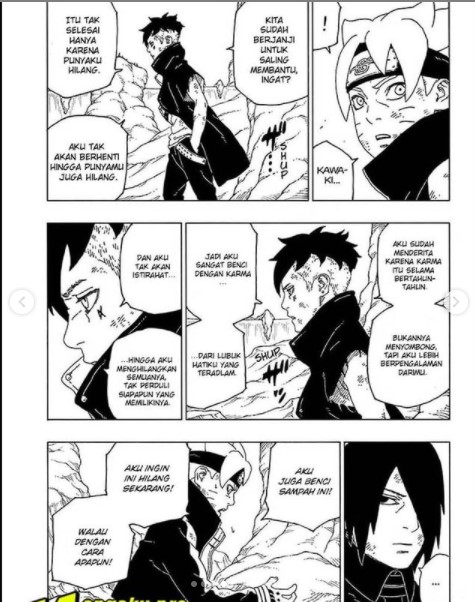 !
KAWA-
KI...
KITA
SUDAH
BERJANJI
UNTUK
SALING
MEMBANTU,
INGAT?
SHUP
ITU TAK
SELESAI
HANYA
KARENA
PUNYAKU
HILANG.
AKU TAK
AKAN BERHENTI
HINGGA PUNYAMU
JUGA HILANG.
AKU SUDAH
MENDERITA
KARENA KARMA
ITU SELAMA
BERTAHUN-
TAHUN.
BUKANNYA
MENYOMBONG,
TAPI AKU LEBIH
BERPENGALAMAN
DARIMU.
JADI AKU
SANGAT BENCI
DENGAN KARMA
...
...DARI LUBUK
HATIKU YANG
TERADLAM.
SHUP
DAN AKU
TAK AKAN
ISTIRAHAT...
...HINGGA AKU
MENGHILANGKAN
SEMUANYA,
TAK PERDULI
SIAPAPUN YANG
MEMILIKINYA.
...
AKU
JUGA BENCI
SAMPAH INI!
AKU INGIN
INI HILANG
SEKARANG!
WALAU
DENGAN
CARA
APAPUN!